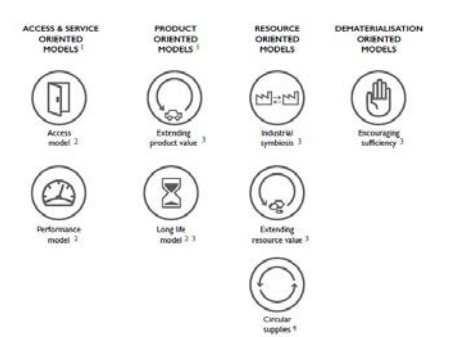 ACCESS & SERVICE
ORIENTED
MODELS 1
PRODUCT
ORIENTED
MODELS 1
RESOURCE
ORIENTED
MODELS
DEMATERIALISATION
ORIENTED
MODELS
Access
model 2
Extending
product value 3
Industrial
symbiosis 3
Encouraging
sufficiency 3
Performance
model 2
Long life
model 2 3
Extending
resource value 3
Circular
supplies 4